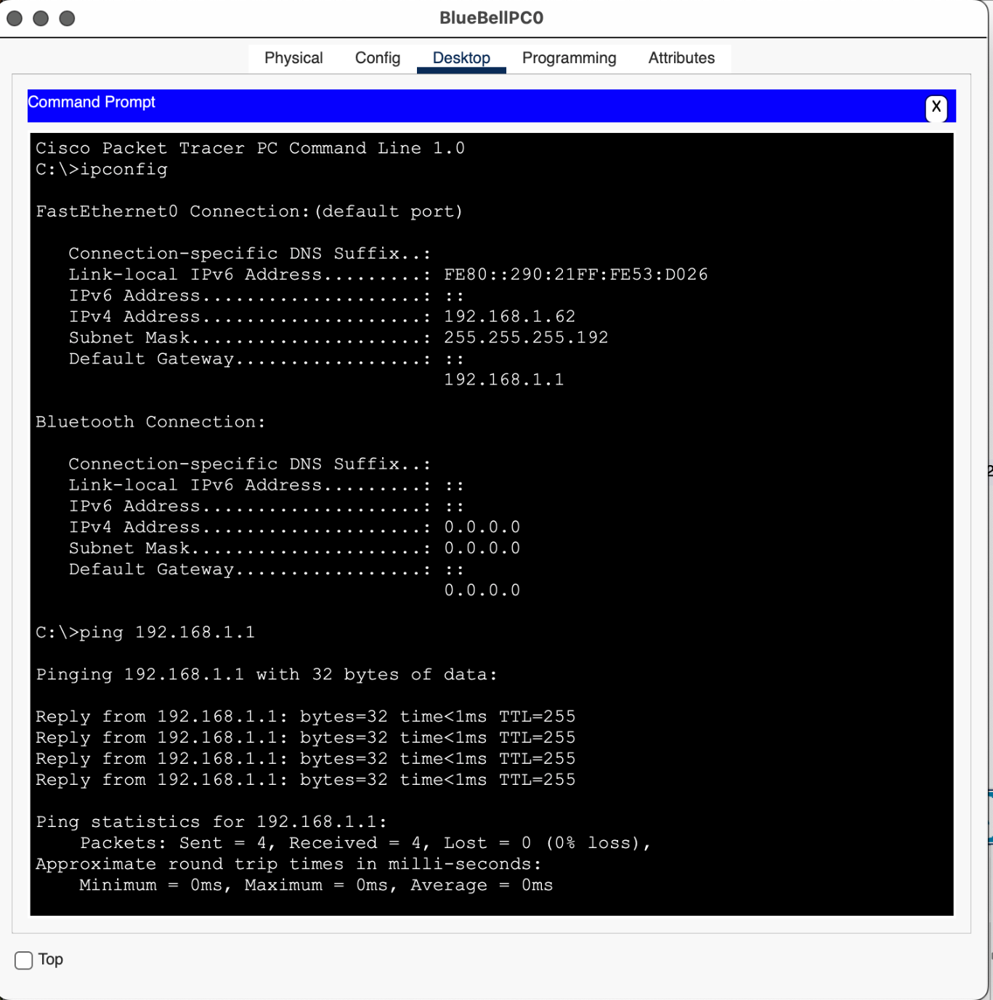 BlueBellPC0
Physical Config Desktop Programming Attributes
Command Prompt X
Cisco Packet Tracer PC Command Line 1.0
C:\>ipconfig
FastEthernet0 Connection:(default port)
Connection-specific DNS Suffix..:
Link-local IPv6 Address.........: FE80::290:21FF:FE53:D026
IPv6 Address....................: ::
IPv4 Address....................: 192.168.1.62
Subnet Mask.....................: 255.255.255.192
Default Gateway.................: ::
192.168.1.1
Bluetooth Connection:
Connection-specific DNS Suffix..:
Link-local IPv6 Address.........: ::
IPv6 Address....................: ::
IPv4 Address....................: 0.0.0.0
Subnet Mask.....................: 0.0.0.0
Default Gateway.................: ::
0.0.0.0
C:\>ping 192.168.1.1
Pinging 192.168.1.1 with 32 bytes of data:
Reply from 192.168.1.1: bytes=32 time<1ms TTL=255
Reply from 192.168.1.1: bytes=32 time<1ms TTL=255
Reply from 192.168.1.1: bytes=32 time<1ms TTL=255
Reply from 192.168.1.1: bytes=32 time<1ms TTL=255
Ping statistics for 192.168.1.1:
Packets: Sent = 4, Received = 4, Lost = 0 (0% loss),
Approximate round trip times in milli-seconds:
Minimum = 0ms, Maximum = 0ms, Average = 0ms
Top